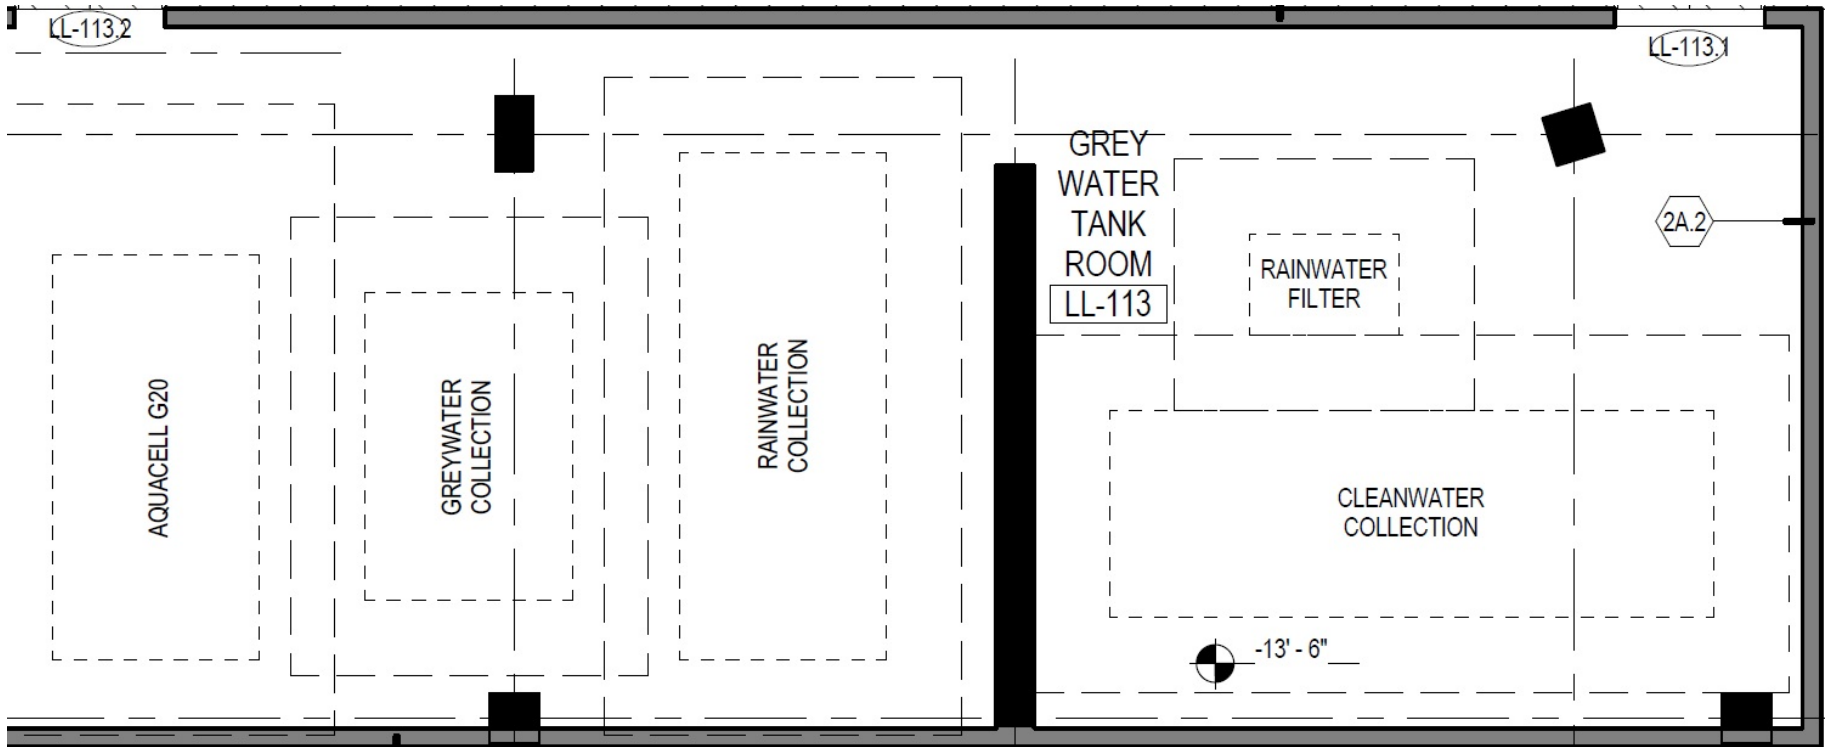 LL-113.2
LL-113.1
GREY
WATER
TANK
ROOM
LL-113
2A.2
RAINWATER
FILTER
AQUACELL G20
GREYWATER
COLLECTION
RAINWATER
COLLECTION
CLEANWATER
COLLECTION
-13' - 6"